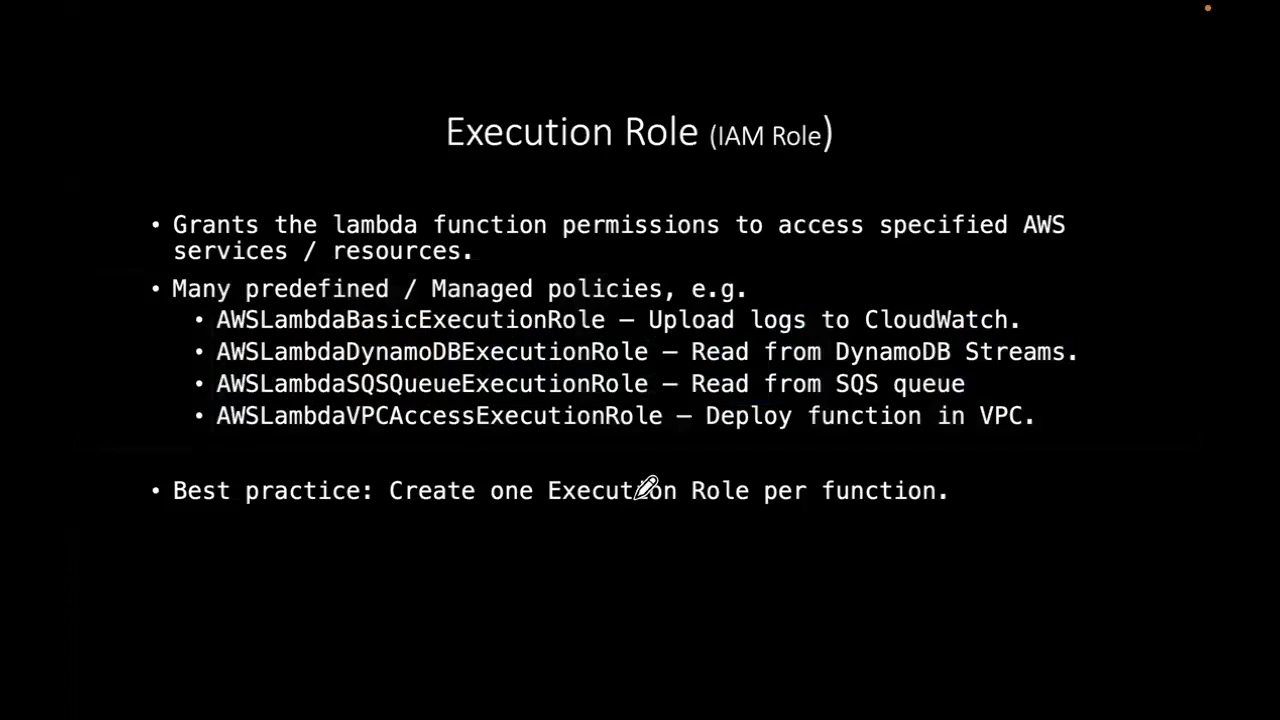 Execution Role (IAM Role)
• Grants the lambda function permissions to access specified AWS
services / resources.
• Many predefined / Managed policies, e.g.
• AWSLambdaBasicExecutionRole – Upload logs to CloudWatch.
• AWSLambdaDynamoDBExecutionRole – Read from DynamoDB Streams.
• AWSLambdaSQSQueueExecutionRole – Read from SQS queue
• AWSLambdaVPCAccessExecutionRole – Deploy function in VPC.
• Best practice: Create one Execution Role per function.